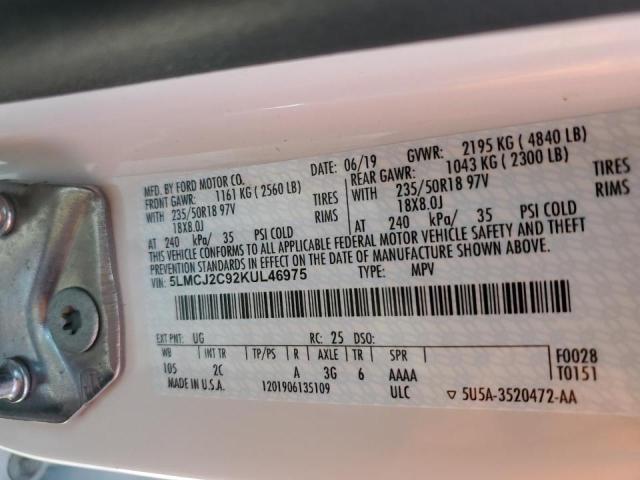 MFD. BY FORD MOTOR CO.
DATE: 06/19 GVWR: 2195 KG ( 4840 LB)
FRONT GAWR: 1161 KG ( 2560 LB) REAR GAWR: 1043 KG ( 2300 LB)
WITH 235/50R18 97V TIRES WITH 235/50R18 97V TIRES
18X8.0J RIMS 18X8.0J RIMS
AT 240 kPa/ 35 PSI COLD AT 240 kPa/ 35 PSI COLD
THIS VEHICLE CONFORMS TO ALL APPLICABLE FEDERAL MOTOR VEHICLE SAFETY AND THEFT
PREVENTION STANDARDS IN EFFECT ON THE DATE OF MANUFACTURE SHOWN ABOVE.
VIN: 5LMCJ2C92KUL46975 TYPE: MPV
EXT PNT: UG RC: 25 DSO:
WB INT TR TP/PS R AXLE TR SPR F0028
105 2C A 3G 6 AAAA T0151
MADE IN U.S.A. 1201906135109 ULC ▽ 5U5A-3520472-AA